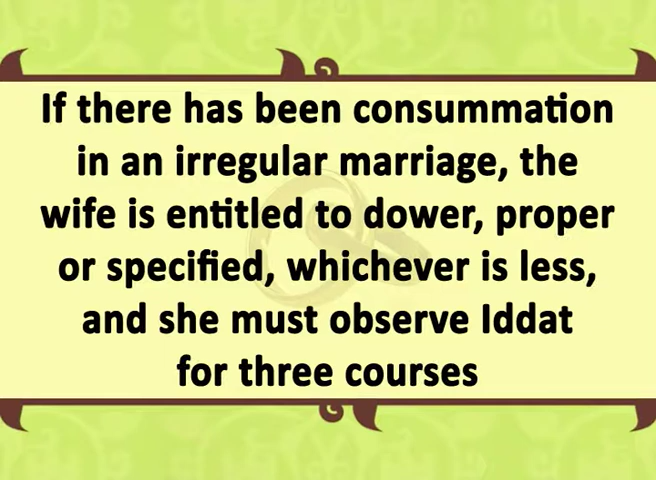 If there has been consummation
in an irregular marriage, the
wife is entitled to dower, proper
or specified, whichever is less,
and she must observe Iddat
for three courses